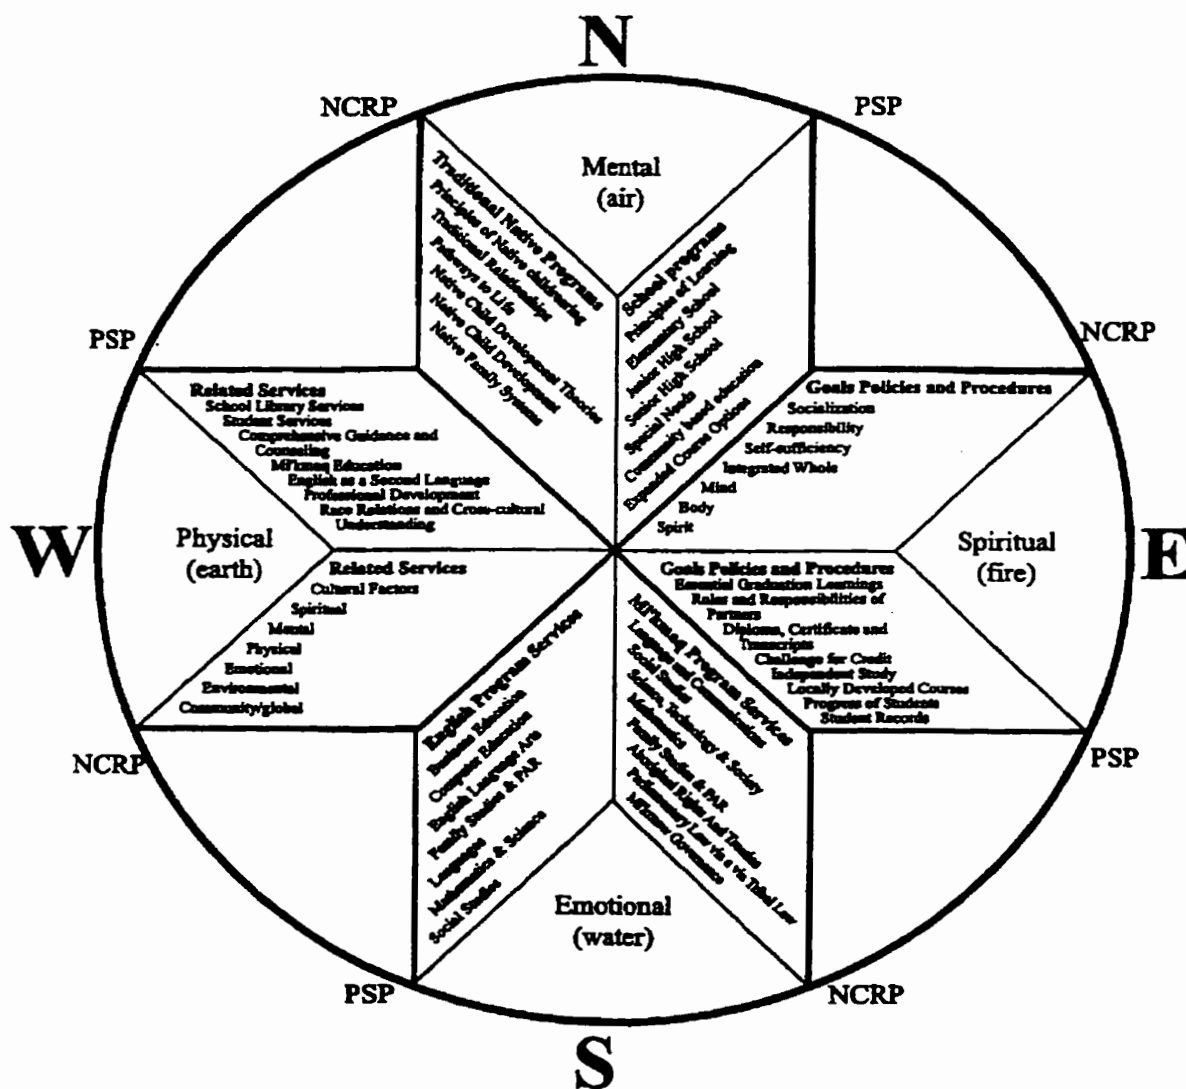 N
NCRP
PSP
Mental
(air)
Traditional Native Programs
Principles of Native childrearing
Traditional Relationships
Pathways to Life
Native Child Development Theories
Native Child Development
Native Family Systems
School programs
Principles of Learning
Elementary School
Junior High School
Senior High School
Special Needs
Community based education
Expanded Course Options
PSP
NCRP
Related Services
School Library Services
Student Services
Comprehensive Guidance and
Counseling
Mi'kmaq Education
English as a Second Language
Professional Development
Race Relations and Cross-cultural
Understanding
Goals Policies and Procedures
Socialization
Responsibility
Self-sufficiency
Integrated Whole
Mind
Body
Spirit
W
Physical
(earth)
Spiritual
(fire)
E
Related Services
Cultural Factors
Spiritual
Mental
Physical
Emotional
Environmental
Community/global
Goals Policies and Procedures
Essential Graduation Learnings
Roles and Responsibilities of
Partners
Diploma, Certificate and
Transcripts
Challenge for Credit
Independent Study
Locally Developed Courses
Progress of Students
Student Records
English Program Services
Business Education
Computer Education
English Language Arts
Family Studies & PAR
Languages
Mathematics & Science
Social Studies
Mi'kmaq Program Services
Language and Communications
Social Studies
Science, Technology & Society
Mathematics
Family Studies & PAR
Aboriginal Rights And Treaties
Parliamentary Law vis a vis Tribal Law
Mi'kmaw Governance
NCRP
PSP
Emotional
(water)
PSP
NCRP
S